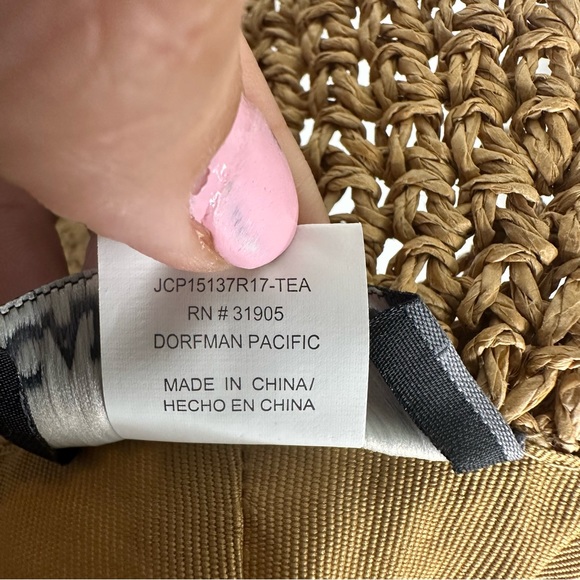 JCP15137R17-TEA
RN # 31905
DORFMAN PACIFIC
MADE IN CHINA/
HECHO EN CHINA